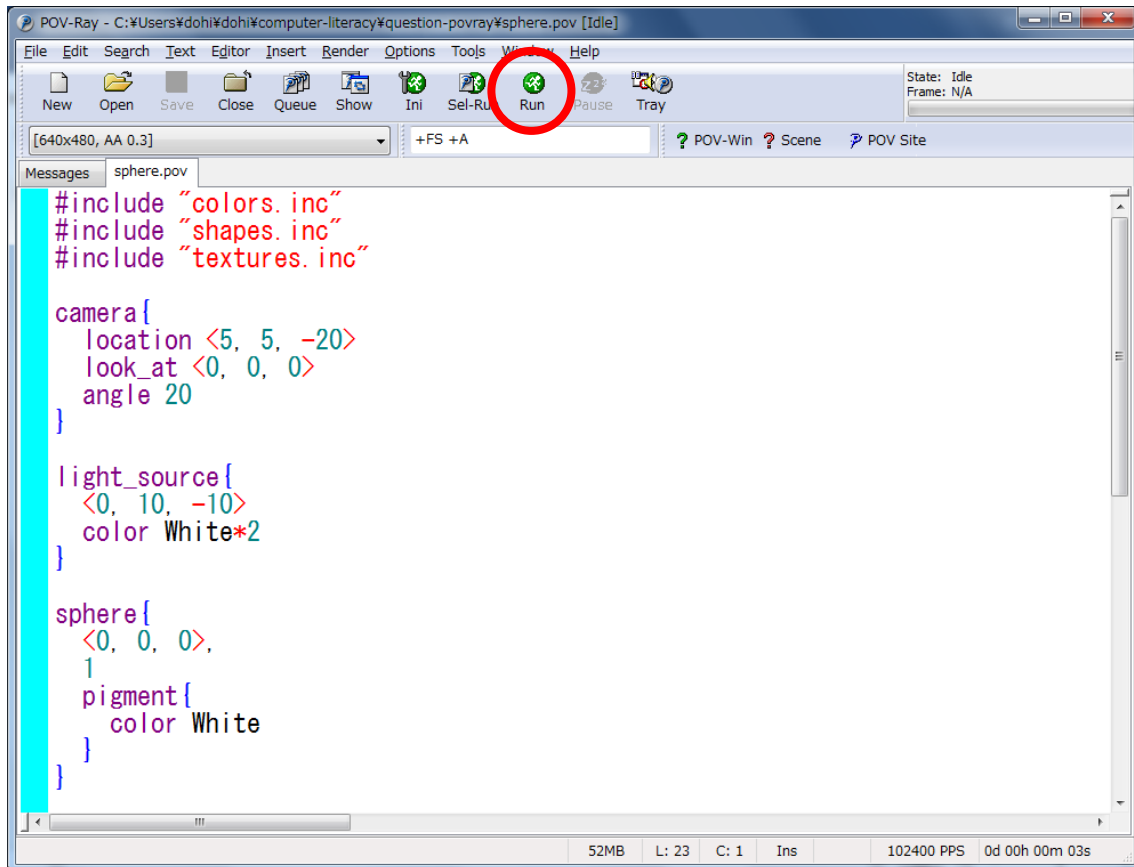 POV-Ray - C:¥Users¥dohi¥dohi¥computer-literacy¥question-povray¥sphere.pov [Idle]
File Edit Search Text Editor Insert Render Options Tools Window Help
New Open Save Close Queue Show Ini Sel-Run Run Pause Tray
State: Idle
Frame: N/A
[640x480, AA 0.3] +FS +A ? POV-Win ? Scene POV Site
Messages sphere.pov
#include "colors.inc"
#include "shapes.inc"
#include "textures.inc"
camera{
location <5, 5, -20>
look_at <0, 0, 0>
angle 20
}
light_source{
<0, 10, -10>
color White*2
}
sphere{
<0, 0, 0>,
1
pigment{
color White
}
}
52MB L: 23 C: 1 Ins 102400 PPS 0d 00h 00m 03s